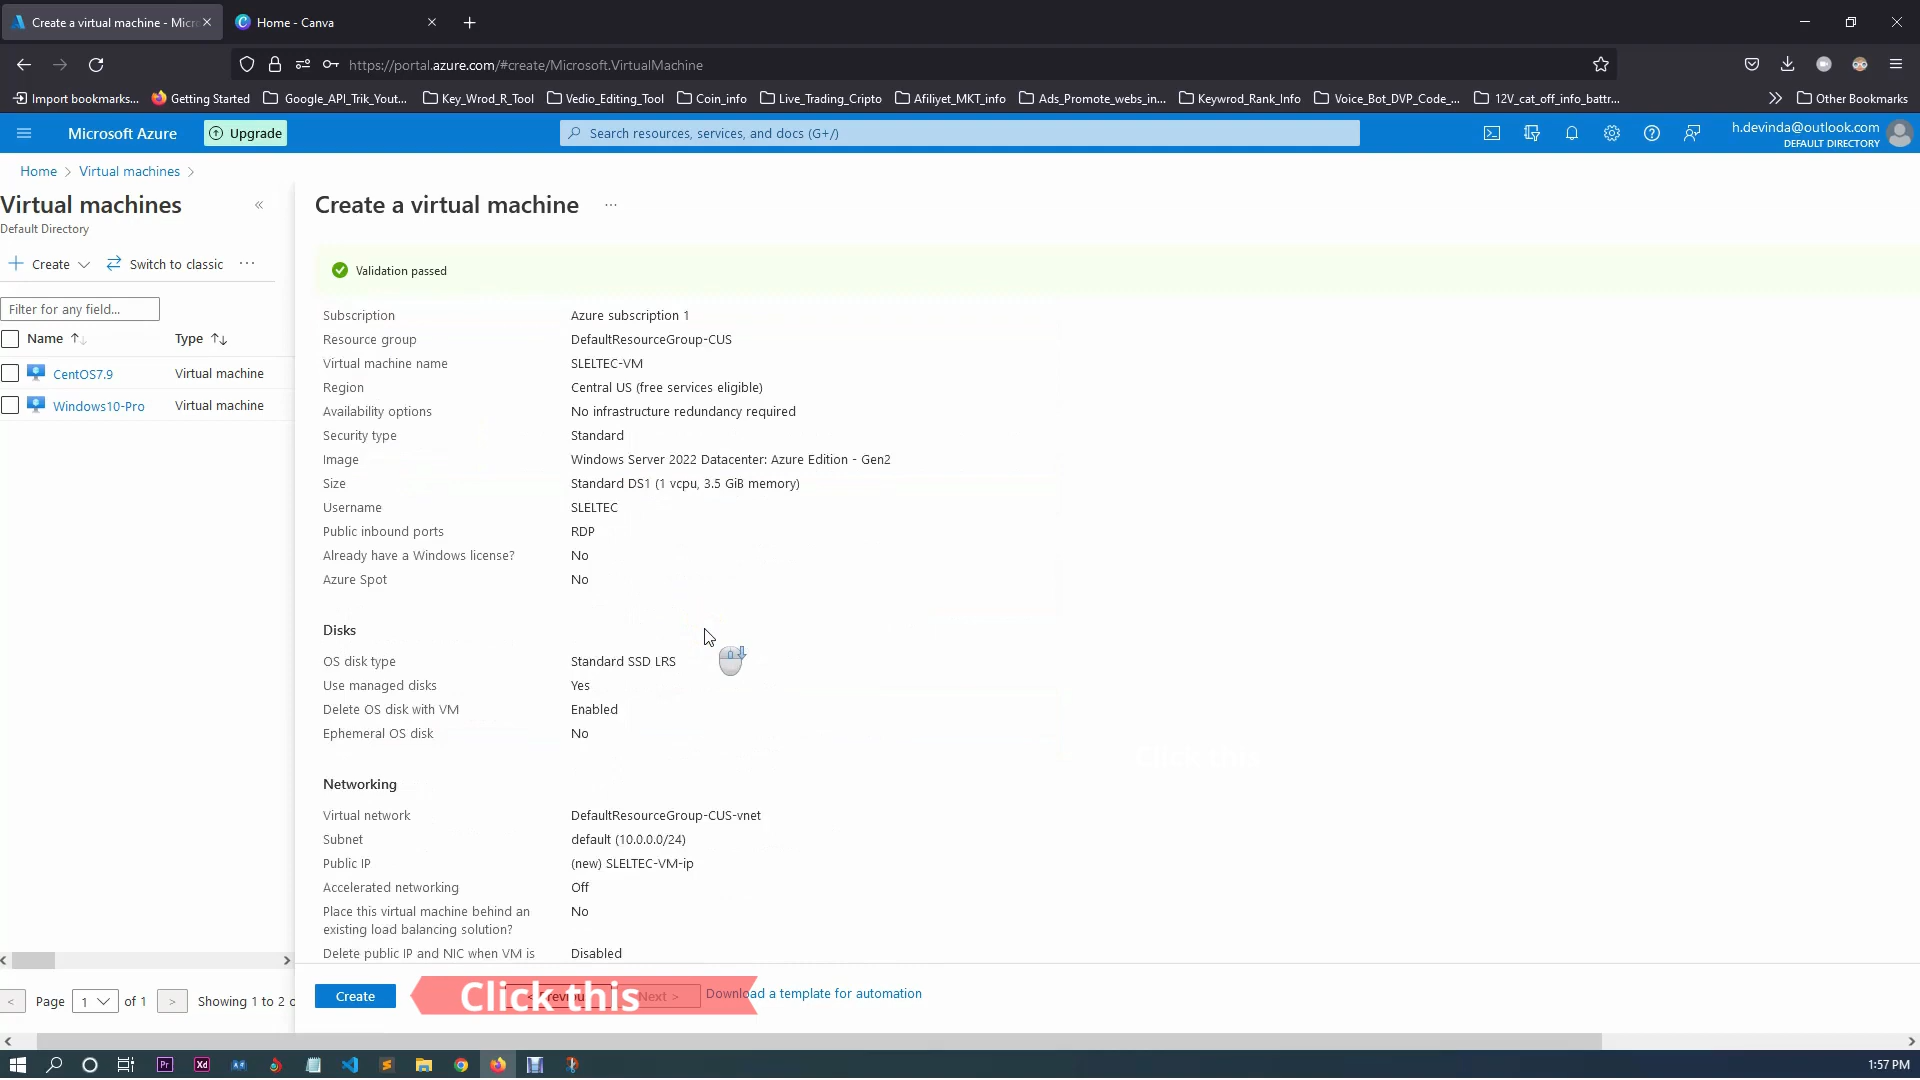 Create a virtual machine - Micro
Home - Canva
https://portal.azure.com/#create/Microsoft.VirtualMachine
Import bookmarks...
Getting Started
Google_API_Trik_Yout...
Key_Wrod_R_Tool
Vedio_Editing_Tool
Coin_info
Live_Trading_Cripto
Afiliyet_MKT_info
Ads_Promote_webs_in...
Keywrod_Rank_Info
Voice_Bot_DVP_Code_...
12V_cat_off_info_battr...
Other Bookmarks
Microsoft Azure
Upgrade
Search resources, services, and docs (G+/)
h.devinda@outlook.com
DEFAULT DIRECTORY
Home > Virtual machines >
Virtual machines
Default Directory
Create
Switch to classic
Filter for any field...
Name
Type
CentOS7.9 Virtual machine
Windows10-Pro Virtual machine
< Page 1 of 1 > Showing 1 to 2 o
Create a virtual machine
Validation passed
Subscription Azure subscription 1
Resource group DefaultResourceGroup-CUS
Virtual machine name SLELTEC-VM
Region Central US (free services eligible)
Availability options No infrastructure redundancy required
Security type Standard
Image Windows Server 2022 Datacenter: Azure Edition - Gen2
Size Standard DS1 (1 vcpu, 3.5 GiB memory)
Username SLELTEC
Public inbound ports RDP
Already have a Windows license? No
Azure Spot No
Disks
OS disk type Standard SSD LRS
Use managed disks Yes
Delete OS disk with VM Enabled
Ephemeral OS disk No
Networking
Virtual network DefaultResourceGroup-CUS-vnet
Subnet default (10.0.0.0/24)
Public IP (new) SLELTEC-VM-ip
Accelerated networking Off
Place this virtual machine behind an No
existing load balancing solution?
Delete public IP and NIC when VM is Disabled
Create
Click this
Next >
Download a template for automation
Click this
Pr
Xd
1:57 PM